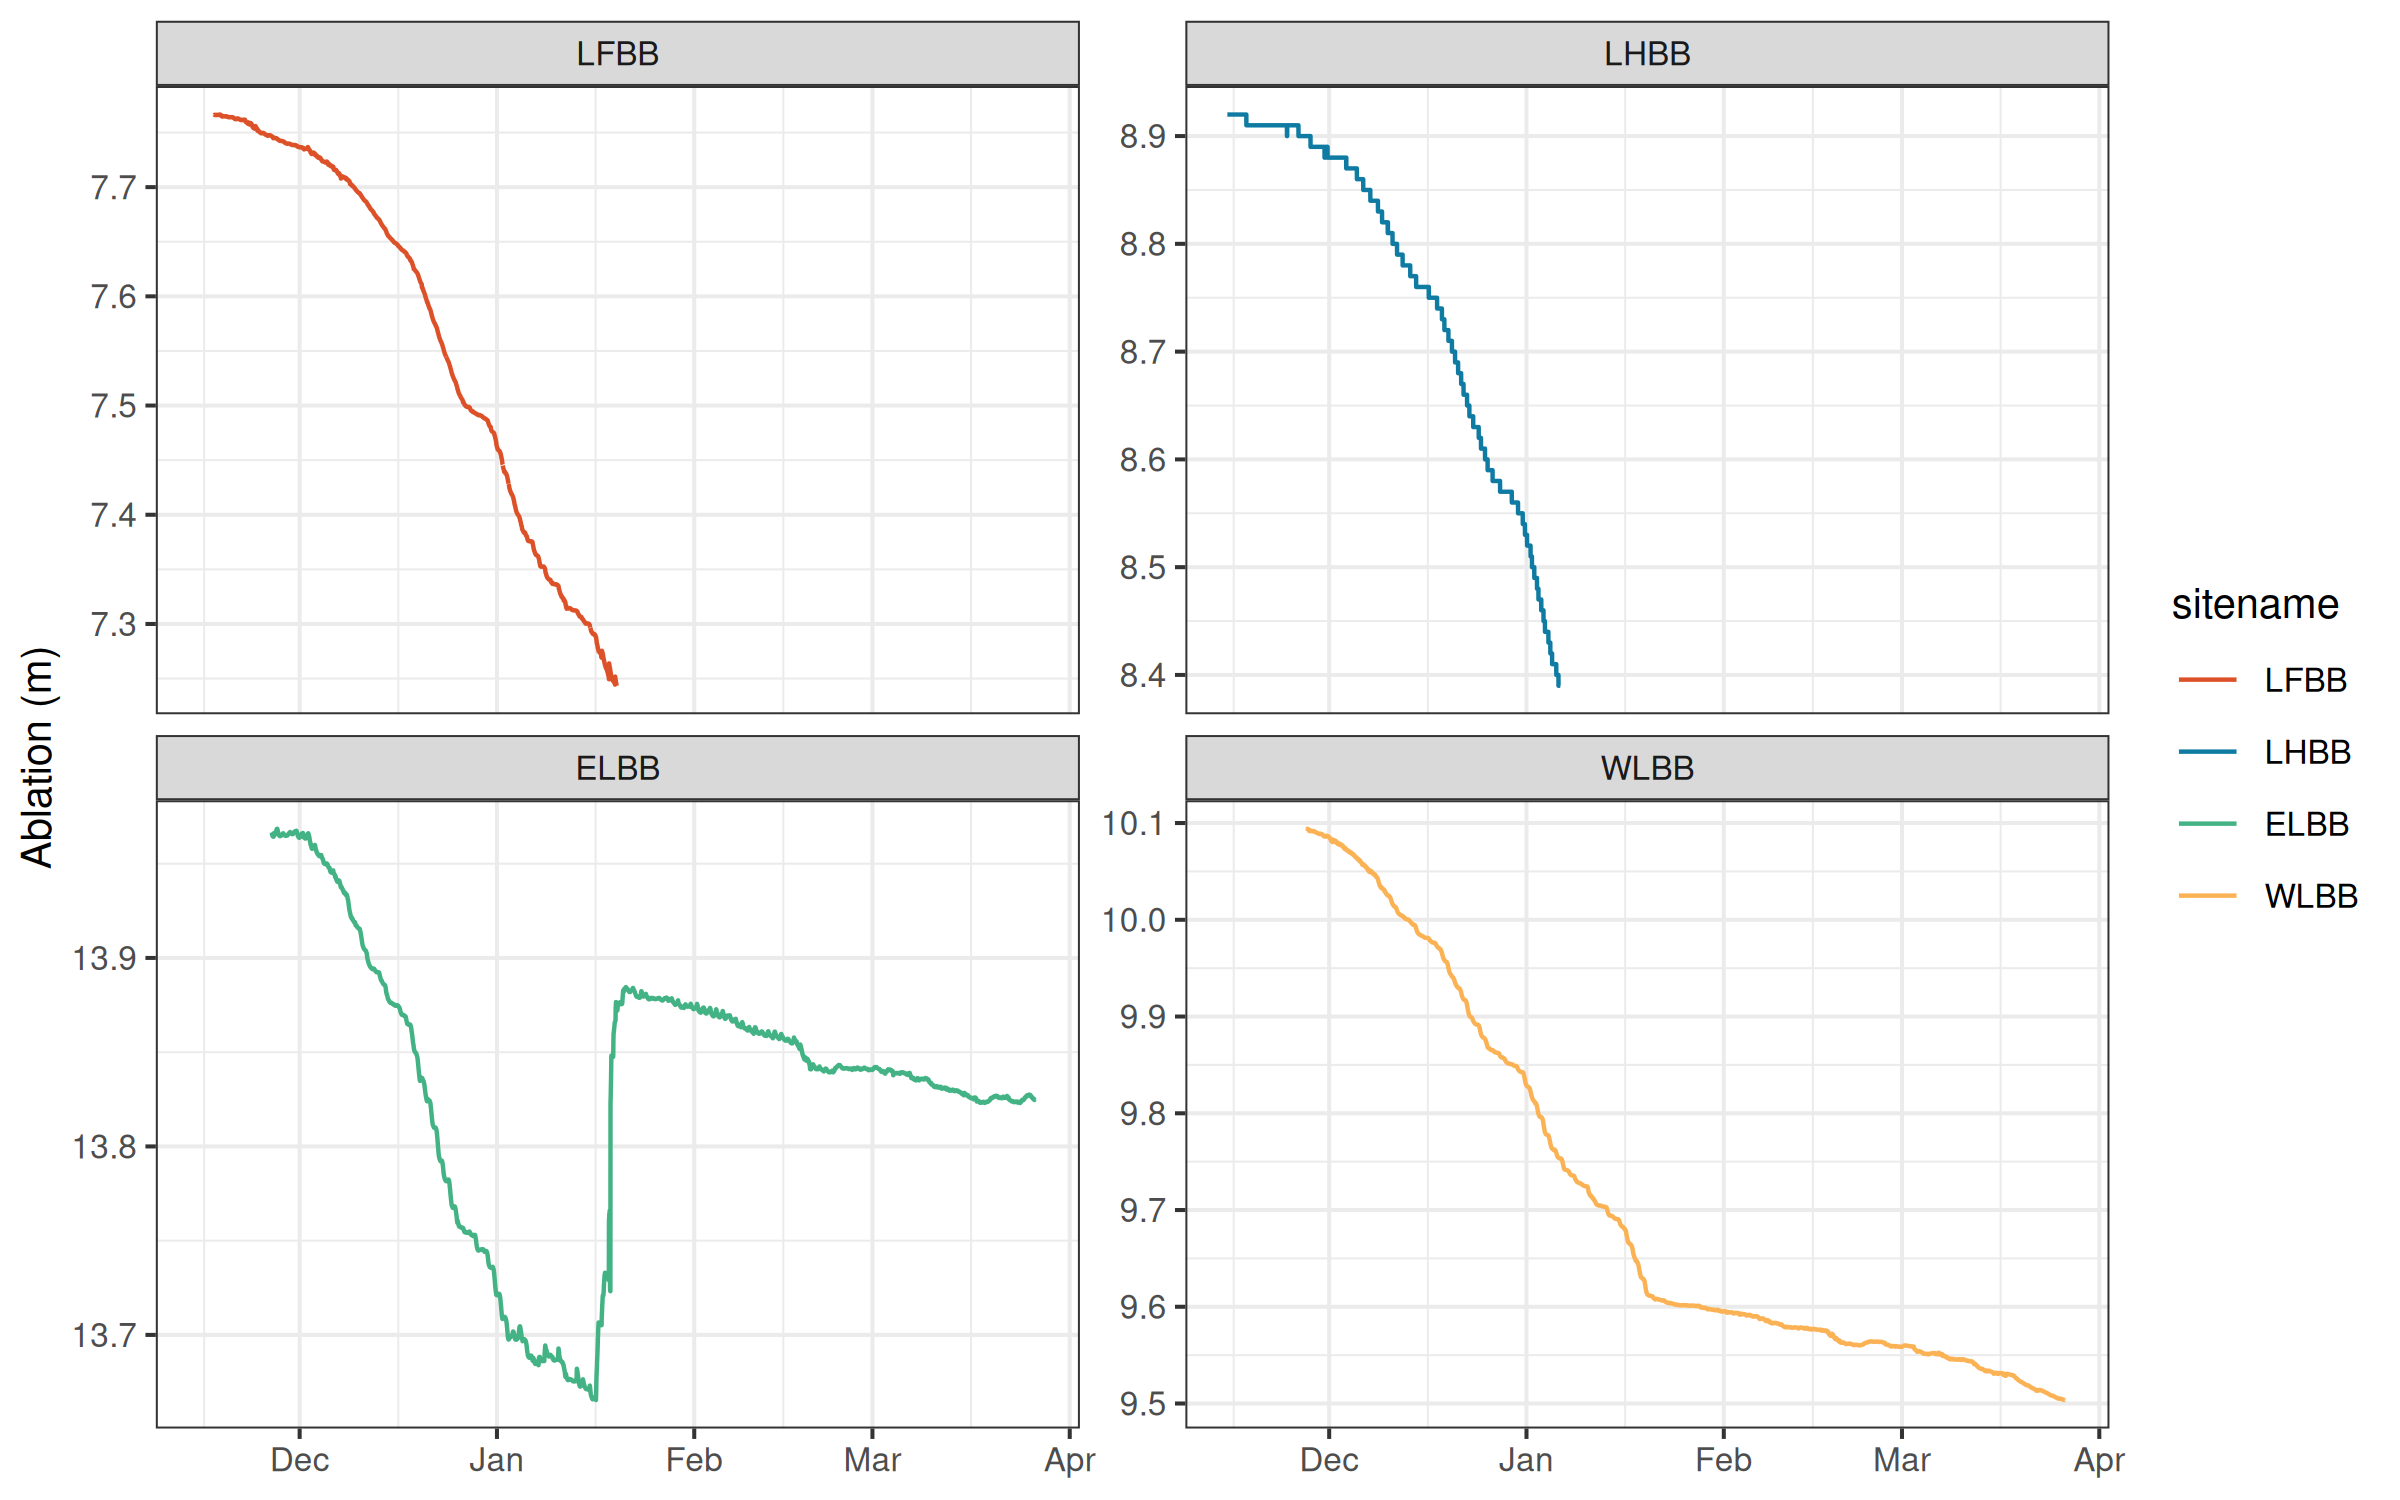 LFBB
LHBB
7.7
7.6
7.5
7.4
7.3
8.9
8.8
8.7
8.6
8.5
8.4
Ablation (m)
ELBB
WLBB
13.9
13.8
13.7
10.1
10.0
9.9
9.8
9.7
9.6
9.5
Dec Jan Feb Mar Apr
Dec Jan Feb Mar Apr
sitename
LFBB
LHBB
ELBB
WLBB